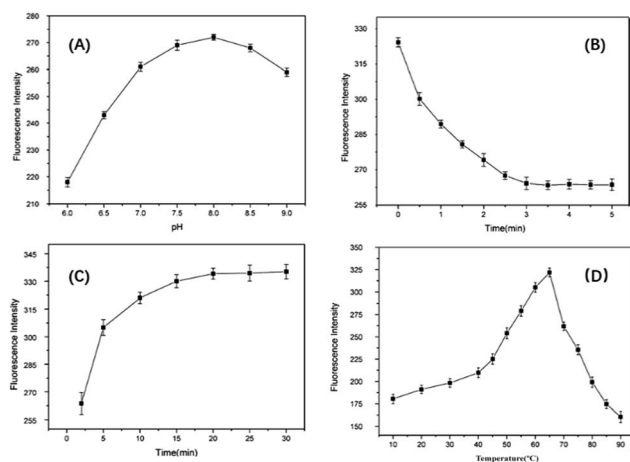 (A)
Fluorescence Intensity
280
270
260
250
240
230
220
210
6.0 6.5 7.0 7.5 8.0 8.5 9.0
pH
(B)
Fluorescence Intensity
330
315
300
285
270
255
0 1 2 3 4 5
Time(min)
(C)
Fluorescence Intensity
345
330
315
300
285
270
255
0 5 10 15 20 25 30
Time(min)
(D)
Fluorescence Intensity
350
325
300
275
250
225
200
175
150
10 20 30 40 50 60 70 80 90
Temperature(°C)